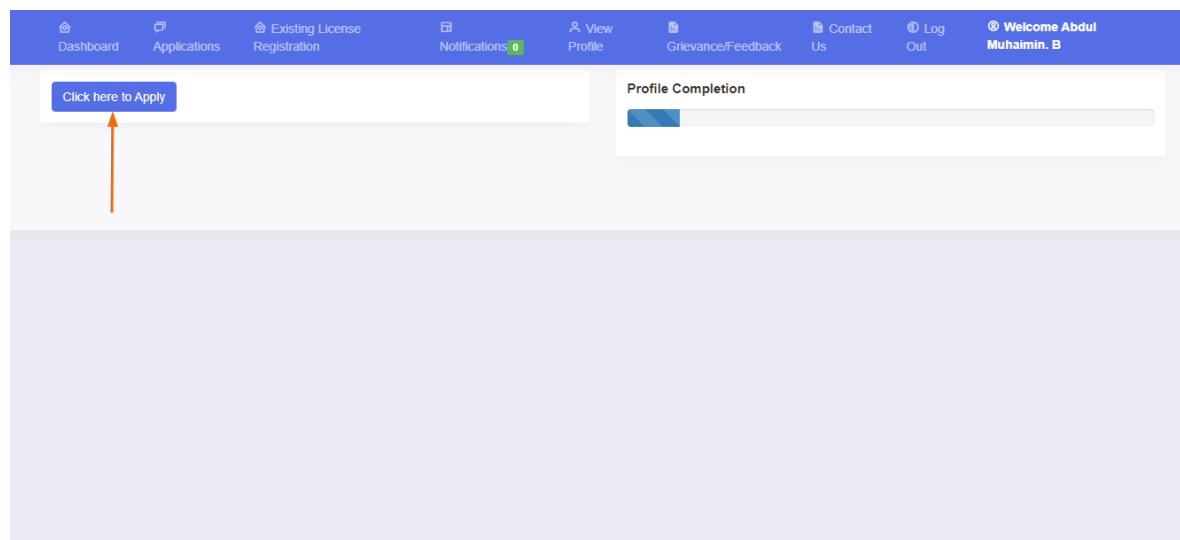 Dashboard
Applications
Existing License
Registration
Notifications 0
View
Profile
Grievance/Feedback
Contact
Us
Log
Out
Welcome Abdul
Muhaimin. B
Click here to Apply
Profile Completion